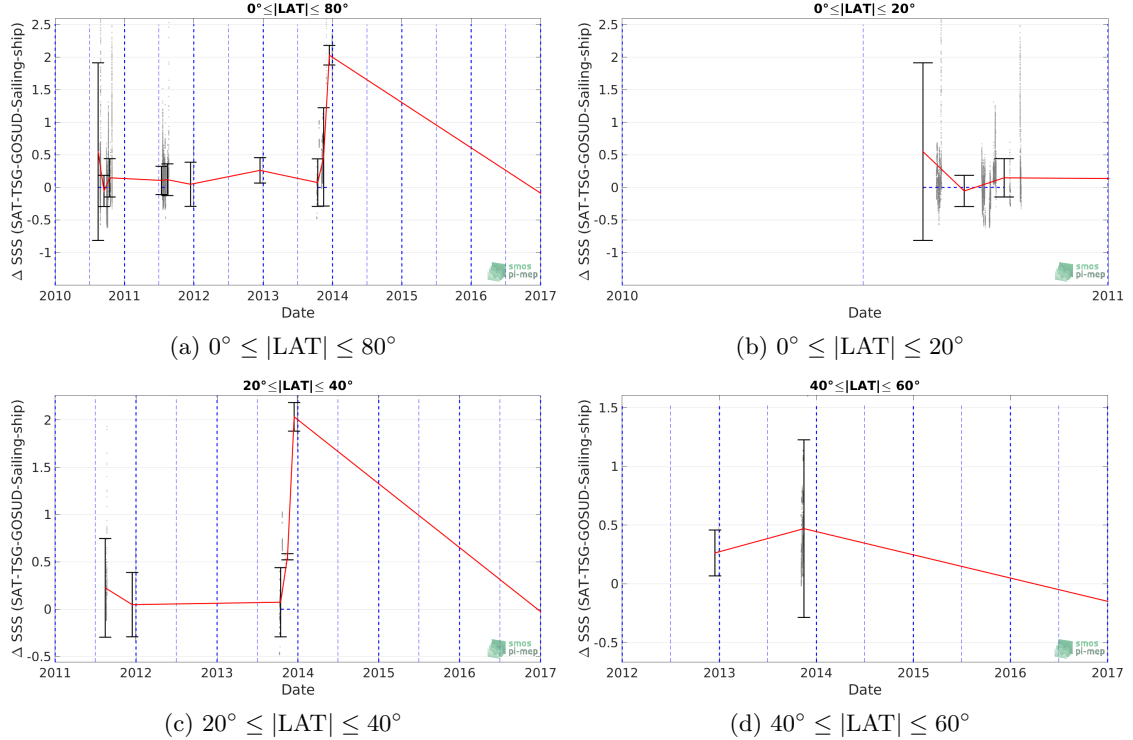 0°≤|LAT|≤ 80°
Δ SSS (SAT-TSG-GOSUD-Sailing-ship)
2.5
2
1.5
1
0.5
0
-0.5
-1
2010 2011 2012 2013 2014 2015 2016 2017
Date
smos
pi-mep
(a) 0° ≤ |LAT| ≤ 80°
0°≤|LAT|≤ 20°
Δ SSS (SAT-TSG-GOSUD-Sailing-ship)
2.5
2
1.5
1
0.5
0
-0.5
-1
2010 2011
Date
smos
pi-mep
(b) 0° ≤ |LAT| ≤ 20°
20°≤|LAT|≤ 40°
Δ SSS (SAT-TSG-GOSUD-Sailing-ship)
2
1.5
1
0.5
0
-0.5
2011 2012 2013 2014 2015 2016 2017
Date
smos
pi-mep
(c) 20° ≤ |LAT| ≤ 40°
40°≤|LAT|≤ 60°
Δ SSS (SAT-TSG-GOSUD-Sailing-ship)
1.5
1
0.5
0
-0.5
2012 2013 2014 2015 2016 2017
Date
smos
pi-mep
(d) 40° ≤ |LAT| ≤ 60°